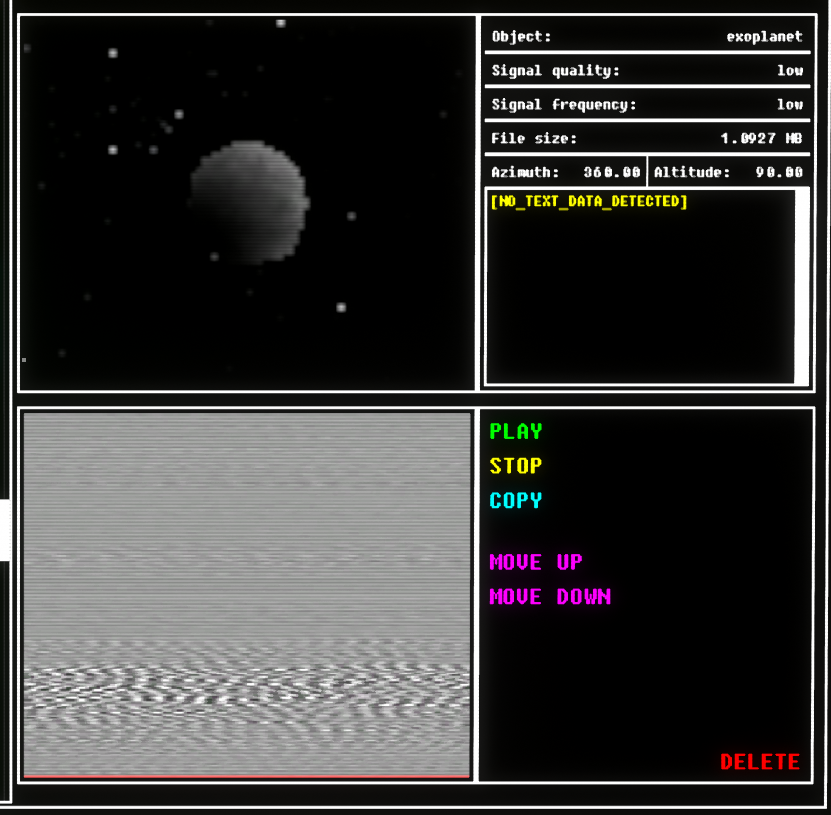 Object: exoplanet
Signal quality: low
Signal frequency: low
File size: 1.0927 MB
Azimuth: 360.00 Altitude: 90.00
[NO_TEXT_DATA_DETECTED]
PLAY
STOP
COPY
MOVE UP
MOVE DOWN
DELETE